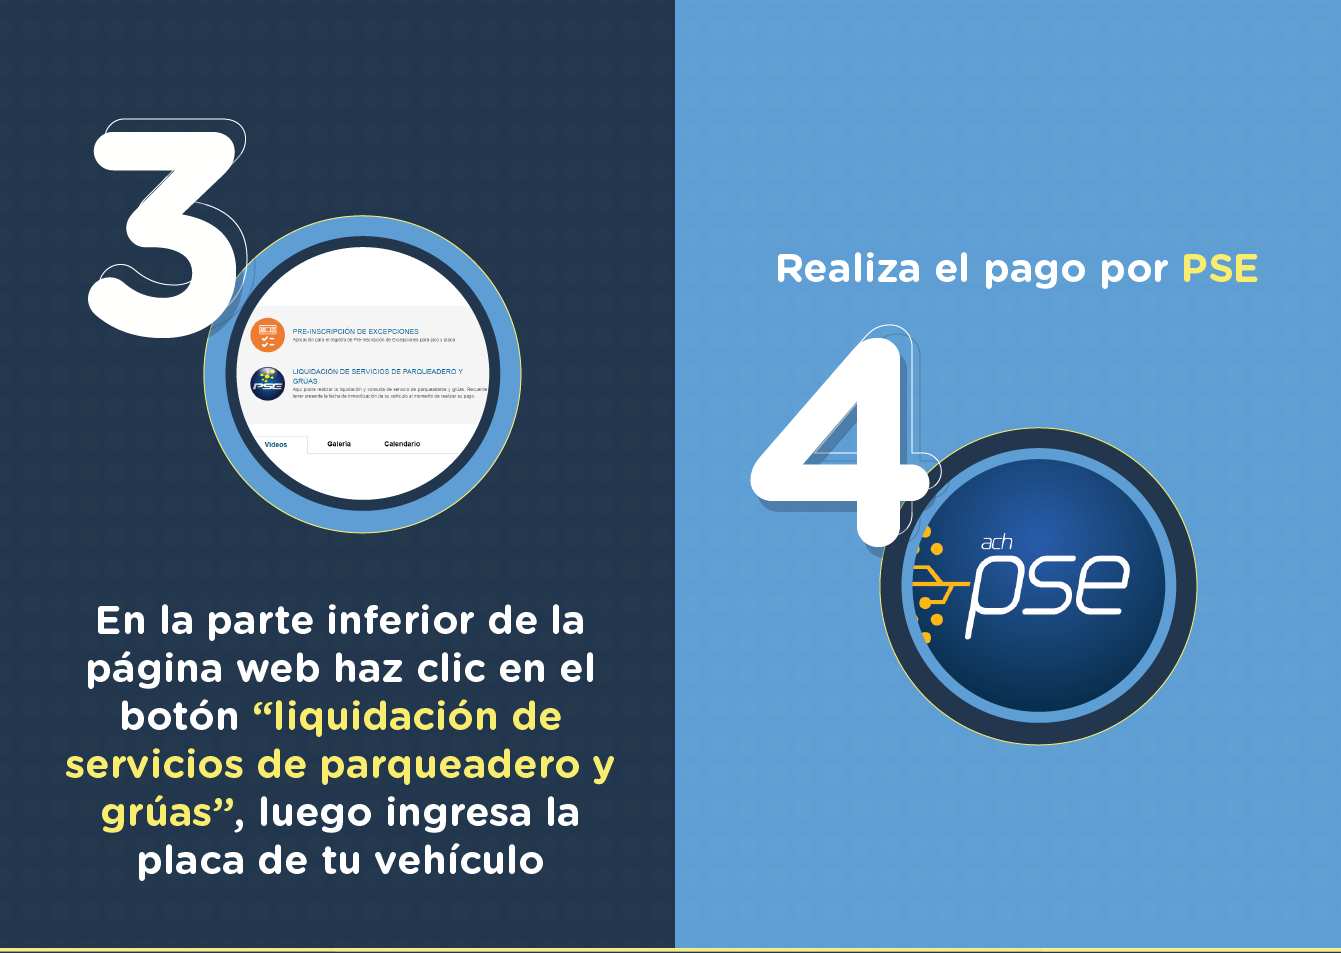 3
PRE-INSCRIPCIÓN DE EXCEPCIONES
Aplicación para el registro de Pre-inscripción de Excepciones para pico y placa
PSE
LIQUIDACIÓN DE SERVICIOS DE PARQUEADERO Y
GRÚAS
Aquí podrá realizar la liquidación y consulta de servicio de parqueaderos y grúas. Recuerde
tener presente la fecha de inmovilización de su vehículo al momento de realizar su pago.
Videos Galeria Calendario
En la parte inferior de la
página web haz clic en el
botón “liquidación de
servicios de parqueadero y
grúas”, luego ingresa la
placa de tu vehículo
Realiza el pago por PSE
4
ach
pse